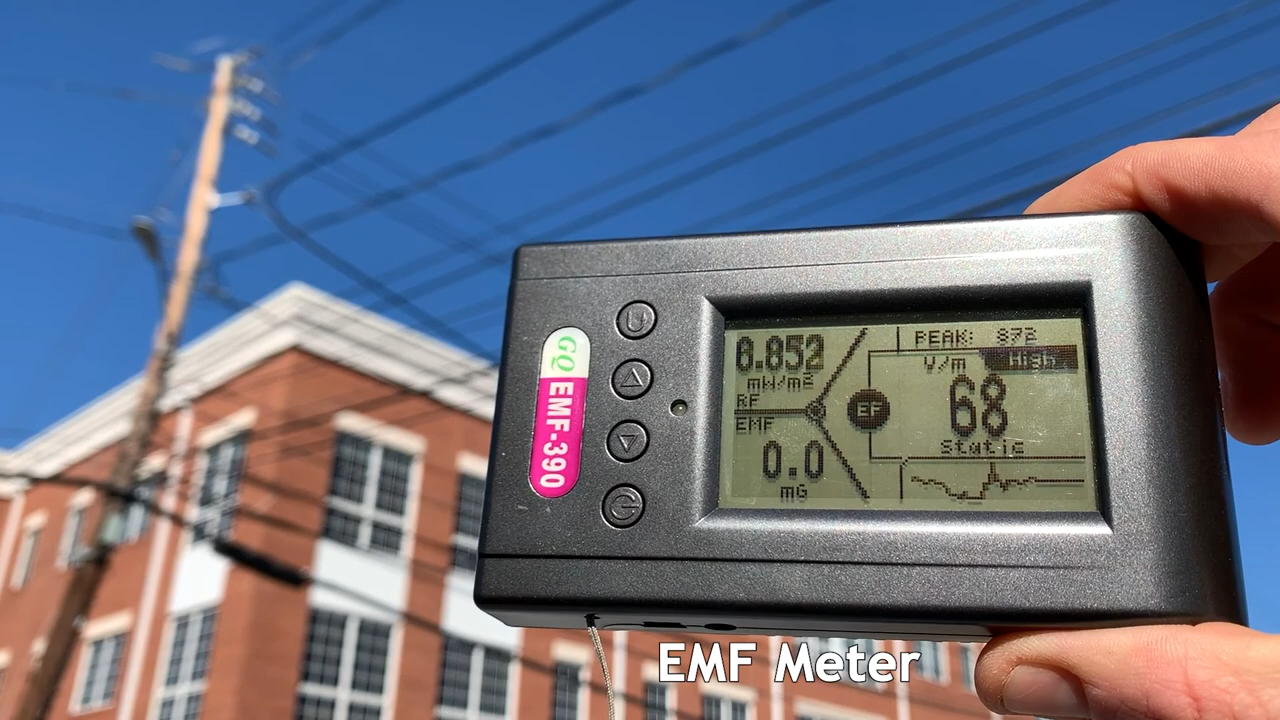 GQ EMF-390
0.852
mW/m²
RF
EMF
0.0
mG
EF
PEAK: 872
V/m High
68
Static
EMF Meter